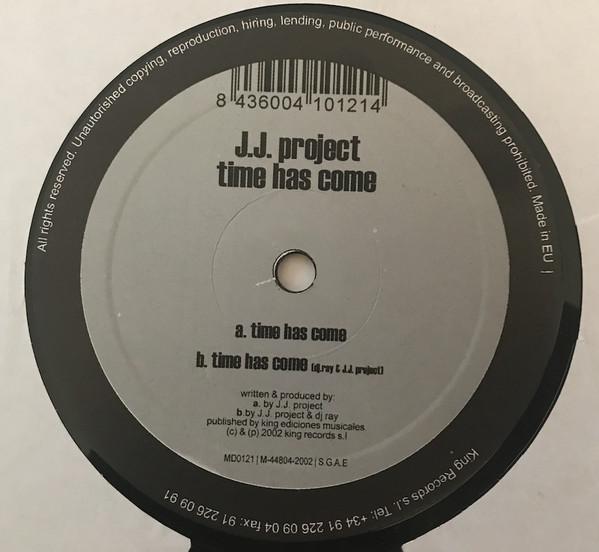 All rights reserved. Unautorished copying, reproduction, hiring, lending, public performance and broadcasting prohibited. Made in EU |
8 436004 101214
J.J. project
time has come
a. time has come
b. time has come (dj.ray & J.J. project)
written & produced by:
a. by J.J. project
b.by J.J. project & dj ray
published by king ediciones musicales
(c) & (p) 2002 king records s.l
MD0121 | M-44804-2002 | S.G.A.E
King Records s.l. Tel: +34 91 226 09 04 fax: 91 226 09 91